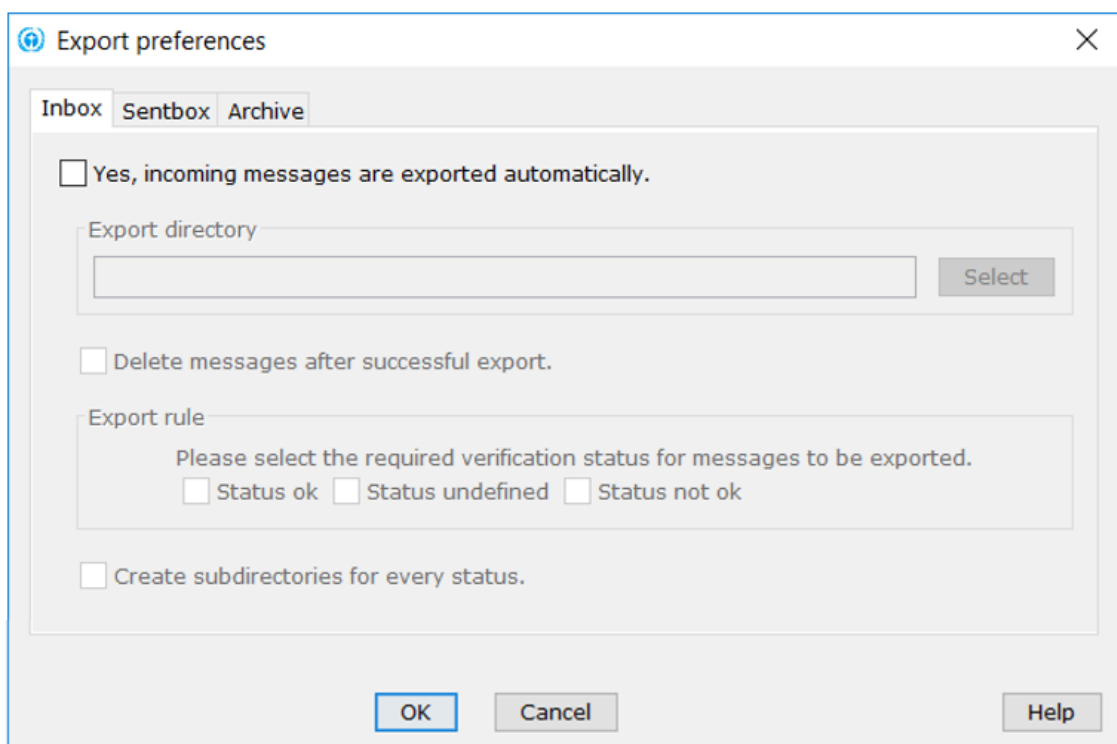 Export preferences
Inbox Sentbox Archive
Yes, incoming messages are exported automatically.
Export directory
Select
Delete messages after successful export.
Export rule
Please select the required verification status for messages to be exported.
Status ok Status undefined Status not ok
Create subdirectories for every status.
OK Cancel Help